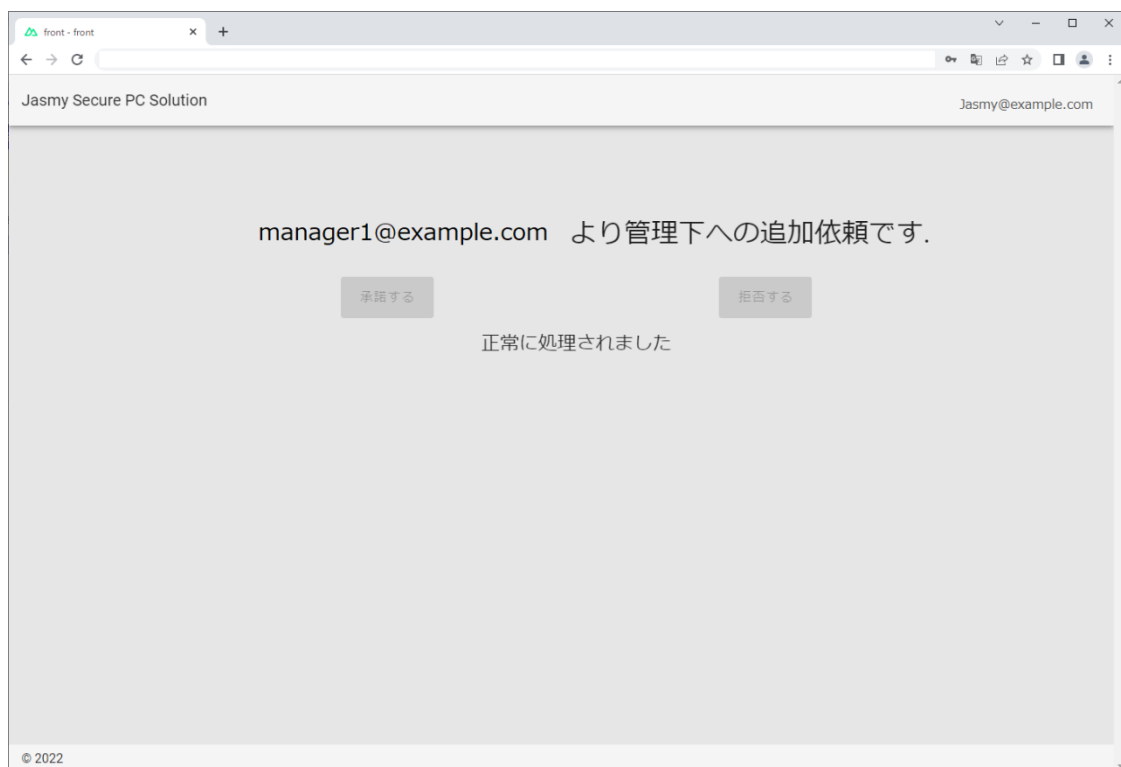 front - front
Jasmy Secure PC Solution
Jasmy@example.com
manager1@example.com より管理下への追加依頼です.
承諾する
拒否する
正常に処理されました
© 2022